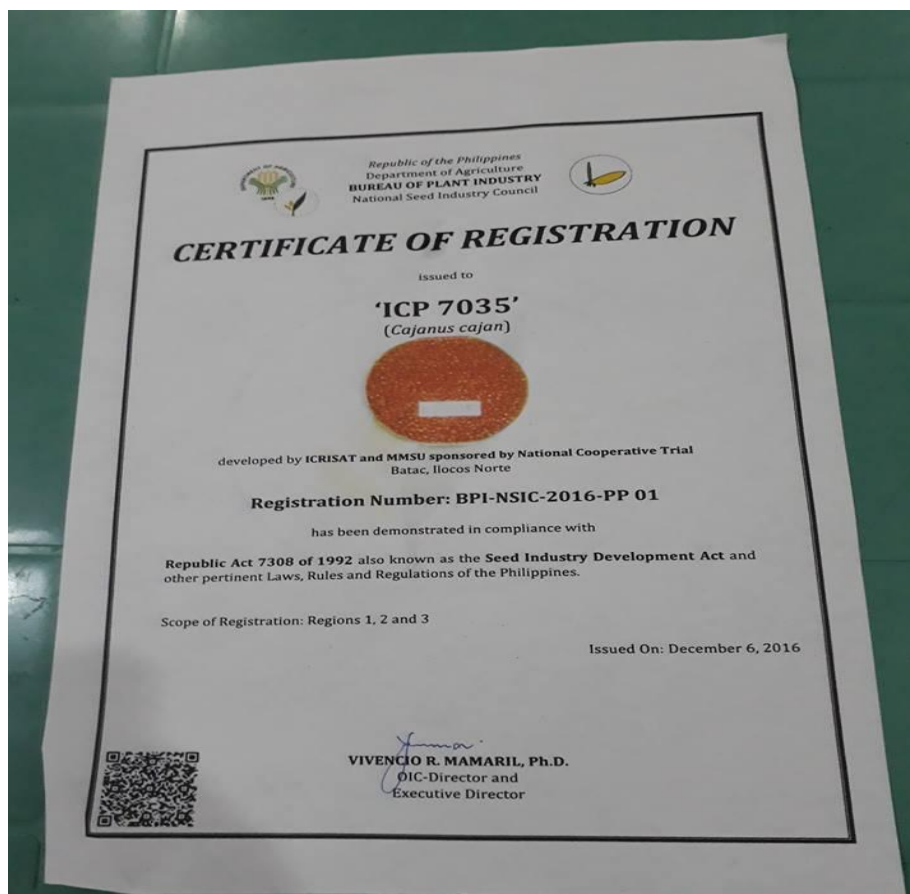 Republic of the Philippines
Department of Agriculture
BUREAU OF PLANT INDUSTRY
National Seed Industry Council
CERTIFICATE OF REGISTRATION
issued to
'ICP 7035'
(Cajanus cajan)
developed by ICRISAT and MMSU sponsored by National Cooperative Trial
Batac, Ilocos Norte
Registration Number: BPI-NSIC-2016-PP 01
has been demonstrated in compliance with
Republic Act 7308 of 1992 also known as the Seed Industry Development Act and
other pertinent Laws, Rules and Regulations of the Philippines.
Scope of Registration: Regions 1, 2 and 3
Issued On: December 6, 2016
VIVENCIO R. MAMARIL, Ph.D.
OIC-Director and
Executive Director